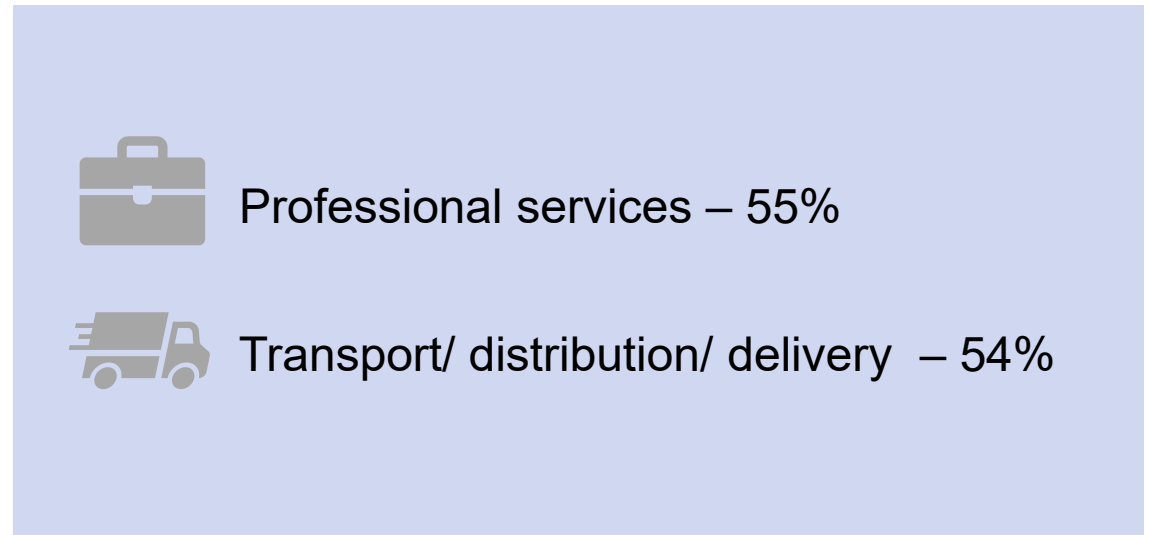 Professional services – 55%
Transport/ distribution/ delivery  – 54%